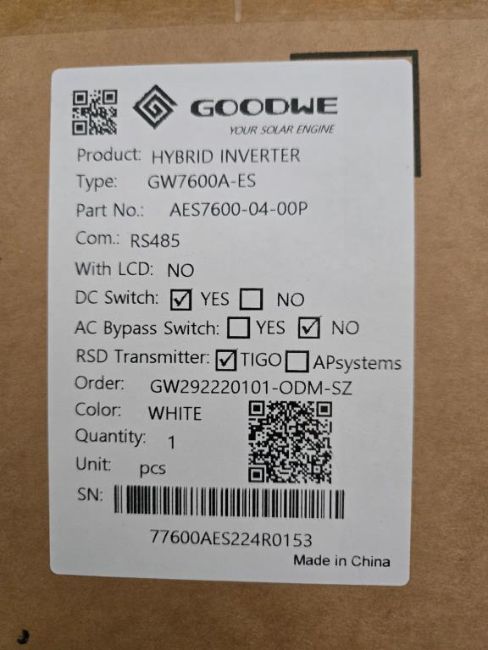 GOODWE
YOUR SOLAR ENGINE
Product: HYBRID INVERTER
Type: GW7600A-ES
Part No.: AES7600-04-00P
Com.: RS485
With LCD: NO
DC Switch: ☑ YES ☐ NO
AC Bypass Switch: ☐ YES ☑ NO
RSD Transmitter: ☑ TIGO ☐ APsystems
Order: GW292220101-ODM-SZ
Color: WHITE
Quantity: 1
Unit: pcs
SN:
77600AES224R0153
Made in China